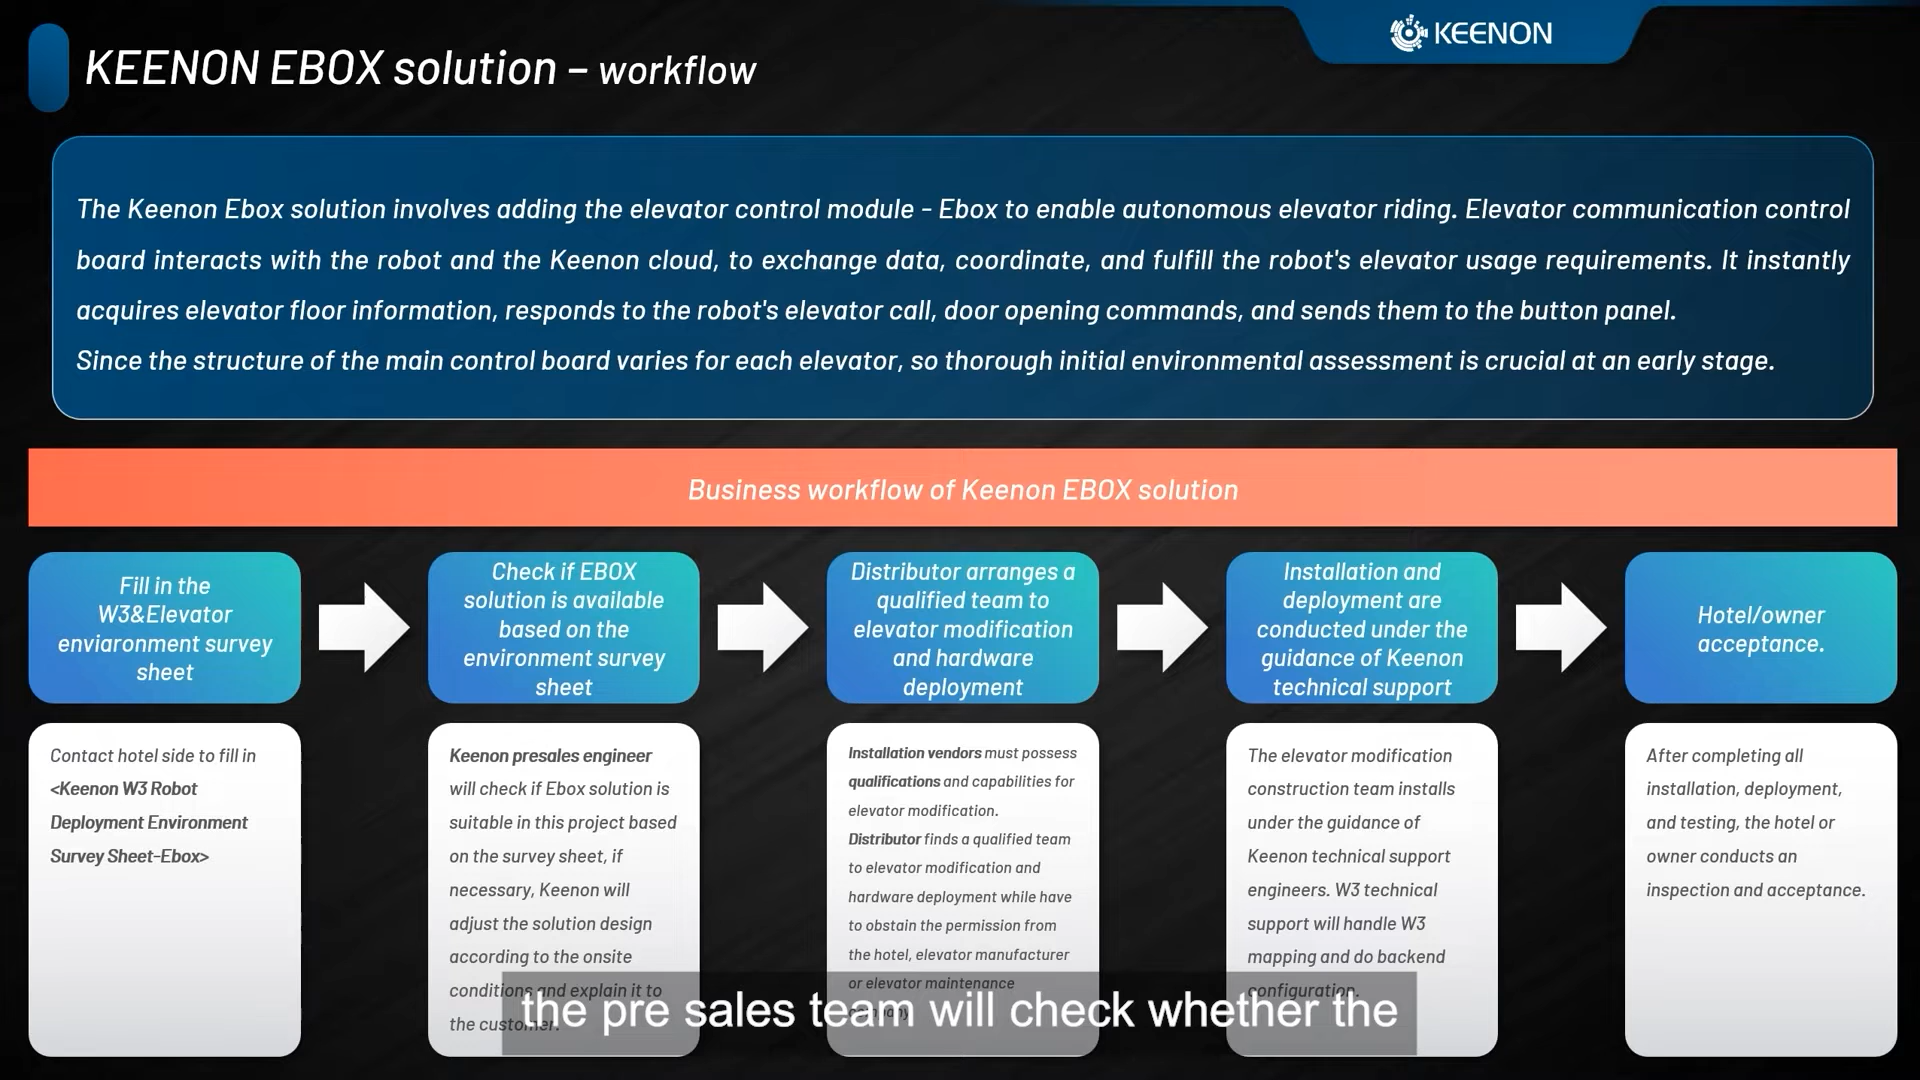 KEENON
KEENON EBOX solution – workflow
The Keenon Ebox solution involves adding the elevator control module - Ebox to enable autonomous elevator riding. Elevator communication control
board interacts with the robot and the Keenon cloud, to exchange data, coordinate, and fulfill the robot's elevator usage requirements. It instantly
acquires elevator floor information, responds to the robot's elevator call, door opening commands, and sends them to the button panel.
Since the structure of the main control board varies for each elevator, so thorough initial environmental assessment is crucial at an early stage.
Business workflow of Keenon EBOX solution
Fill in the
W3&Elevator
enviaronment survey
sheet
Check if EBOX
solution is available
based on the
environment survey
sheet
Distributor arranges a
qualified team to
elevator modification
and hardware
deployment
Installation and
deployment are
conducted under the
guidance of Keenon
technical support
Hotel/owner
acceptance.
Contact hotel side to fill in
<Keenon W3 Robot
Deployment Environment
Survey Sheet-Ebox>
Keenon presales engineer
will check if Ebox solution is
suitable in this project based
on the survey sheet, if
necessary, Keenon will
adjust the solution design
according to the onsite
conditions and explain it to
the customer.
Installation vendors must possess
qualifications and capabilities for
elevator modification.
Distributor finds a qualified team
to elevator modification and
hardware deployment while have
to obstain the permission from
the hotel, elevator manufacturer
or elevator maintenance
company
The elevator modification
construction team installs
under the guidance of
Keenon technical support
engineers. W3 technical
support will handle W3
mapping and do backend
configuration.
After completing all
installation, deployment,
and testing, the hotel or
owner conducts an
inspection and acceptance.
the pre sales team will check whether the